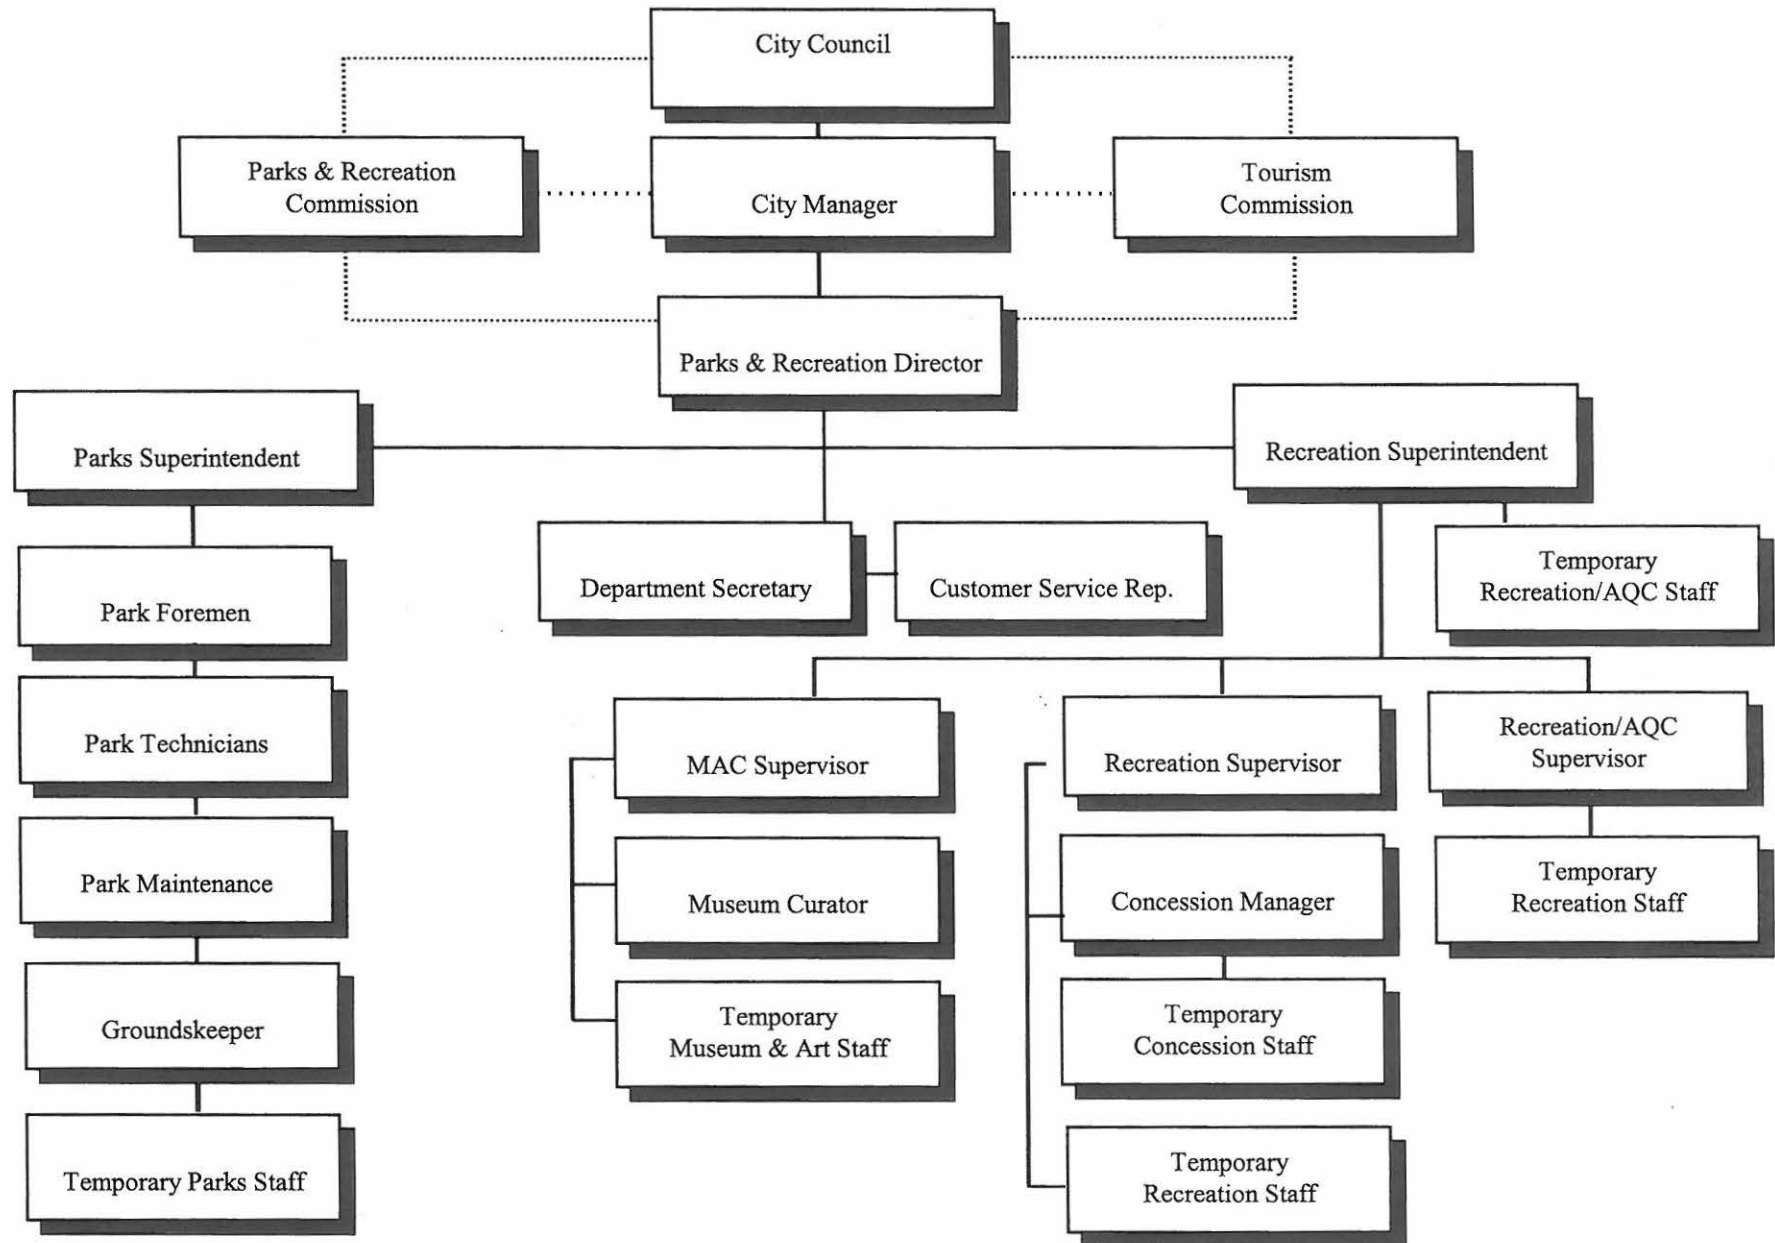 City Council
Parks & Recreation
Commission
City Manager
Tourism
Commission
Parks & Recreation Director
Parks Superintendent
Recreation Superintendent
Park Foremen
Department Secretary
Customer Service Rep.
Temporary
Recreation/AQC Staff
Park Technicians
MAC Supervisor
Recreation Supervisor
Recreation/AQC
Supervisor
Park Maintenance
Museum Curator
Concession Manager
Temporary
Recreation Staff
Groundskeeper
Temporary
Museum & Art Staff
Temporary
Concession Staff
Temporary Parks Staff
Temporary
Recreation Staff